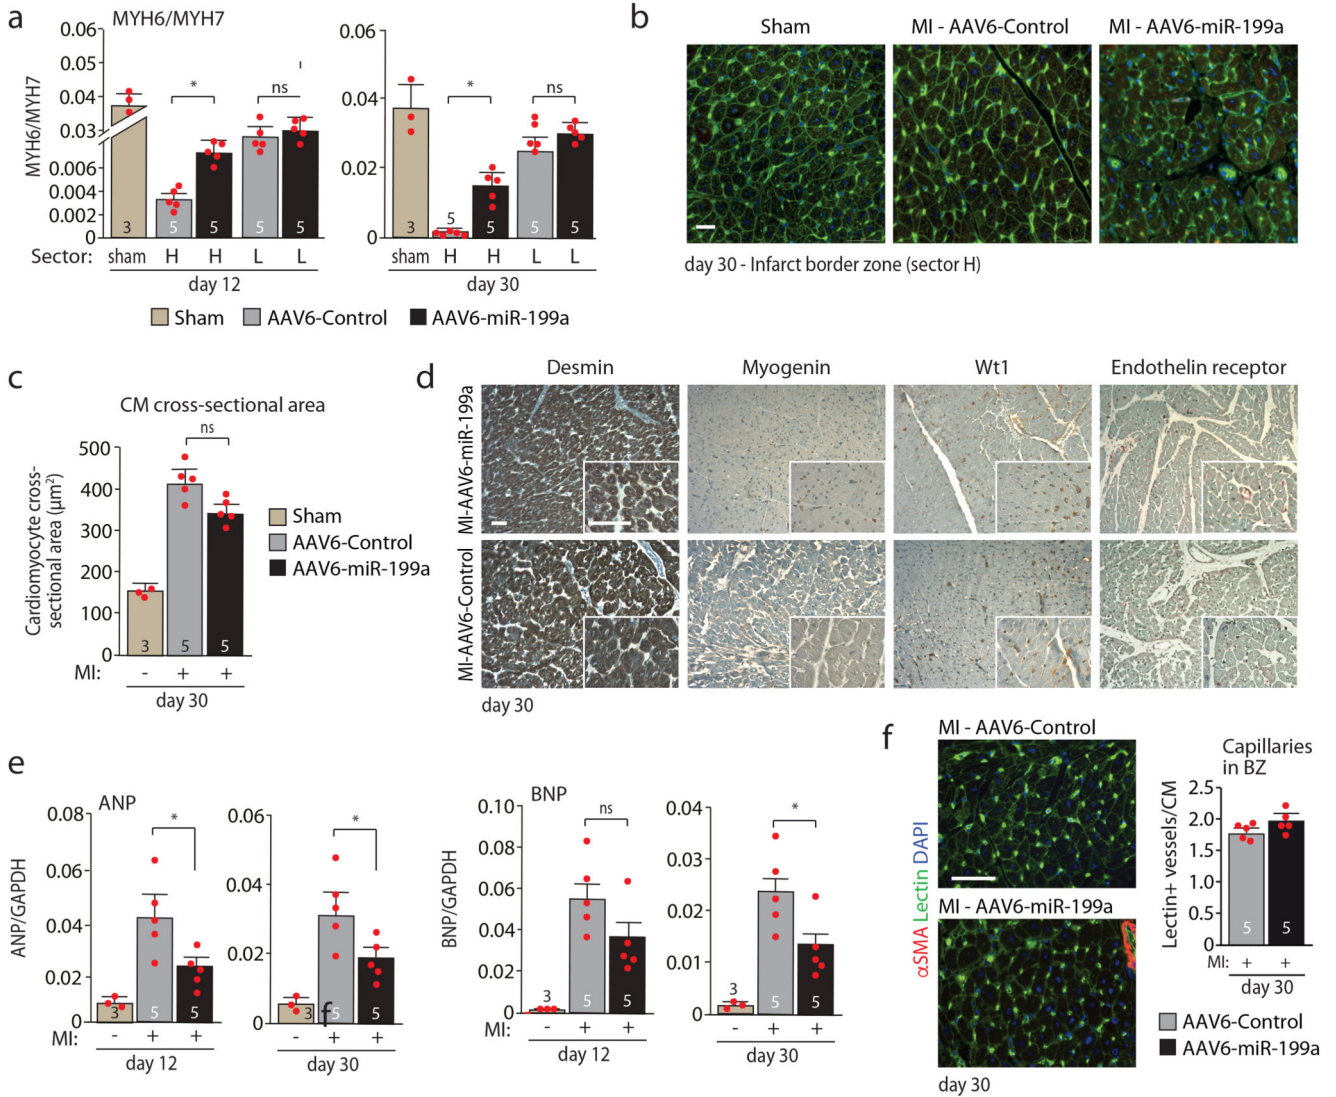 a
MYH6/MYH7
MYH6/MYH7
0.06
0.05
0.04
0.03
0.006
0.004
0.002
0
3
5
5
5
5
*
ns
Sector:
sham
H
H
L
L
day 12
0.06
0.04
0.02
0
3
5
5
5
5
*
ns
sham
H
H
L
L
day 30
Sham
AAV6-Control
AAV6-miR-199a
b
Sham
MI - AAV6-Control
MI - AAV6-miR-199a
day 30 - Infarct border zone (sector H)
c
CM cross-sectional area
Cardiomyocyte cross-
sectional area (µm²)
500
400
300
200
100
0
ns
3
5
5
MI:
-
+
+
day 30
Sham
AAV6-Control
AAV6-miR-199a
d
Desmin
Myogenin
Wt1
Endothelin receptor
MI-AAV6-miR-199a
MI-AAV6-Control
day 30
e
ANP
ANP/GAPDH
0.08
0.06
0.04
0.02
0
*
3
5
5
MI:
-
+
+
day 12
0.06
0.04
0.02
0
*
3
f
5
5
-
+
+
day 30
BNP
BNP/GAPDH
0.10
0.08
0.06
0.04
0.02
0
ns
3
5
5
MI:
-
+
+
day 12
0.04
0.03
0.02
0.01
0
*
3
5
5
-
+
+
day 30
f
MI - AAV6-Control
MI - AAV6-miR-199a
αSMA Lectin DAPI
day 30
Capillaries
in BZ
Lectin+ vessels/CM
2.5
2.0
1.5
1.0
0.5
0
5
5
MI:
+
+
day 30
AAV6-Control
AAV6-miR-199a